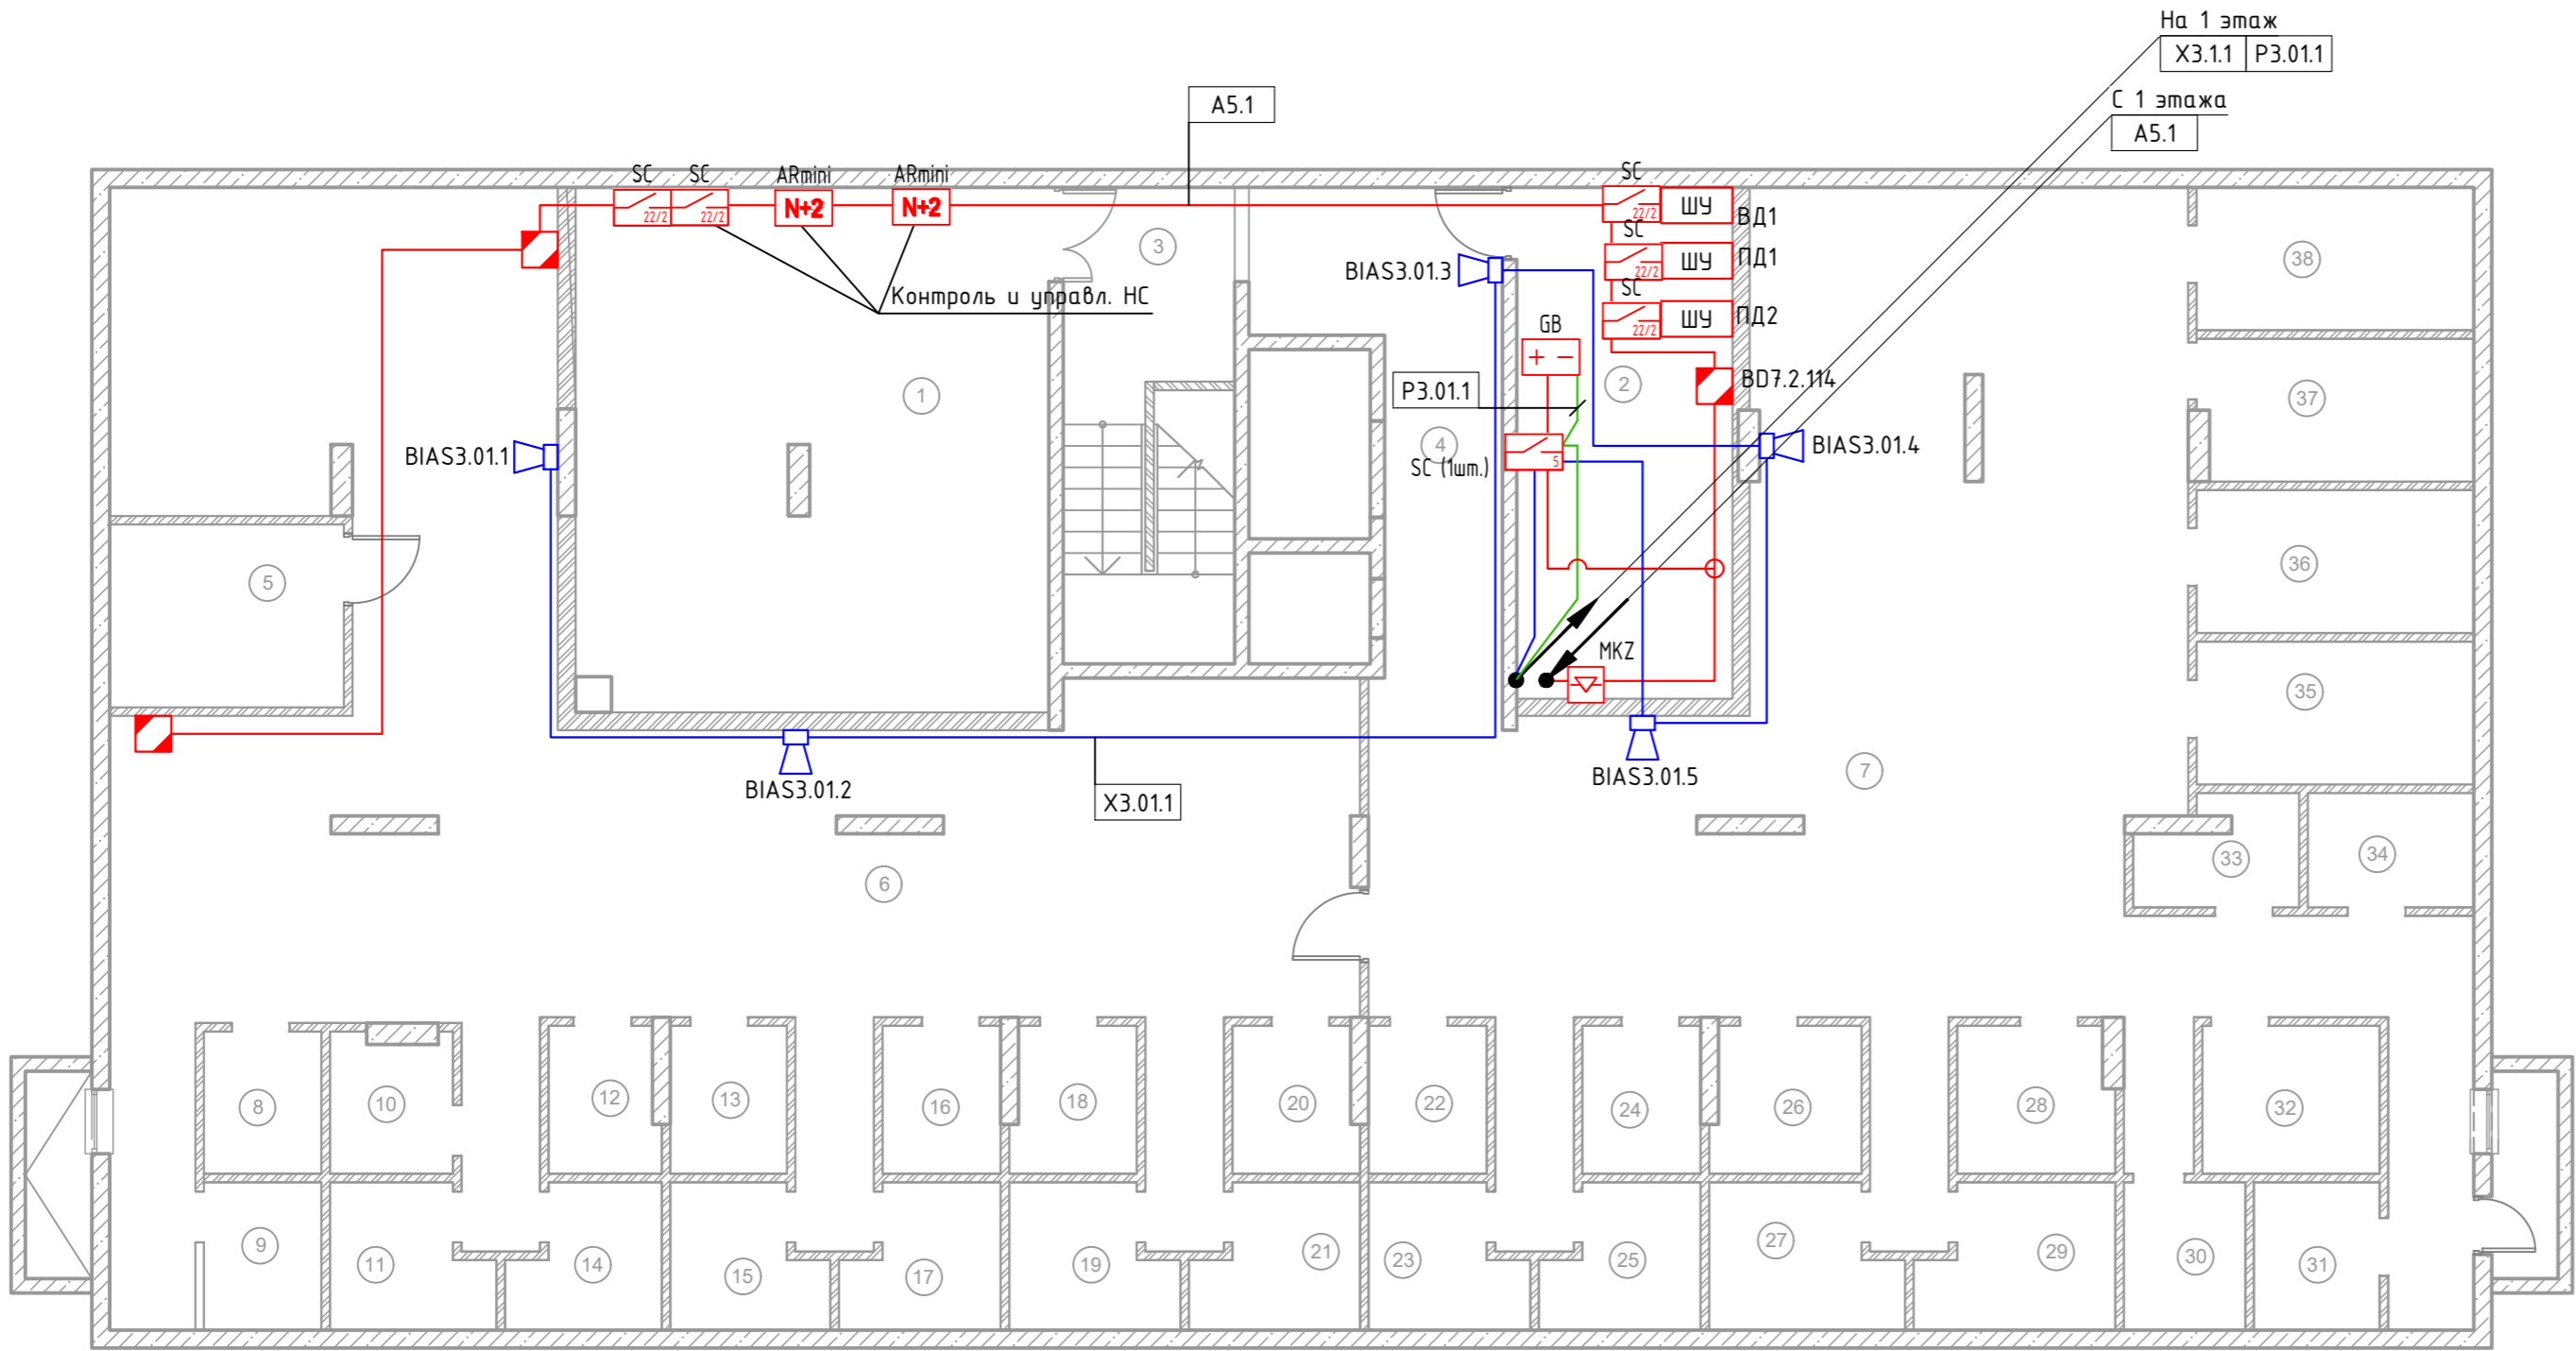 На 1 этаж
X3.1.1 P3.01.1
С 1 этажа
A5.1
A5.1
SC SC ARmini ARmini
22/2 22/2 N+2 N+2
Контроль и управл. НС
SC
22/2 ШУ ВД1
SC
22/2 ШУ ПД1
SC
22/2 ШУ ПД2
BIAS3.01.3
GB
+ −
P3.01.1
BD7.2.114
BIAS3.01.1
BIAS3.01.4
SC (1шт.)
5
MKZ
BIAS3.01.2
X3.01.1
BIAS3.01.5
3
38
1
2
37
4
5
36
35
7
6
33
34
8
10
12
13
16
18
20
22
24
26
28
32
9
11
14
15
17
19
21
23
25
27
29
30
31